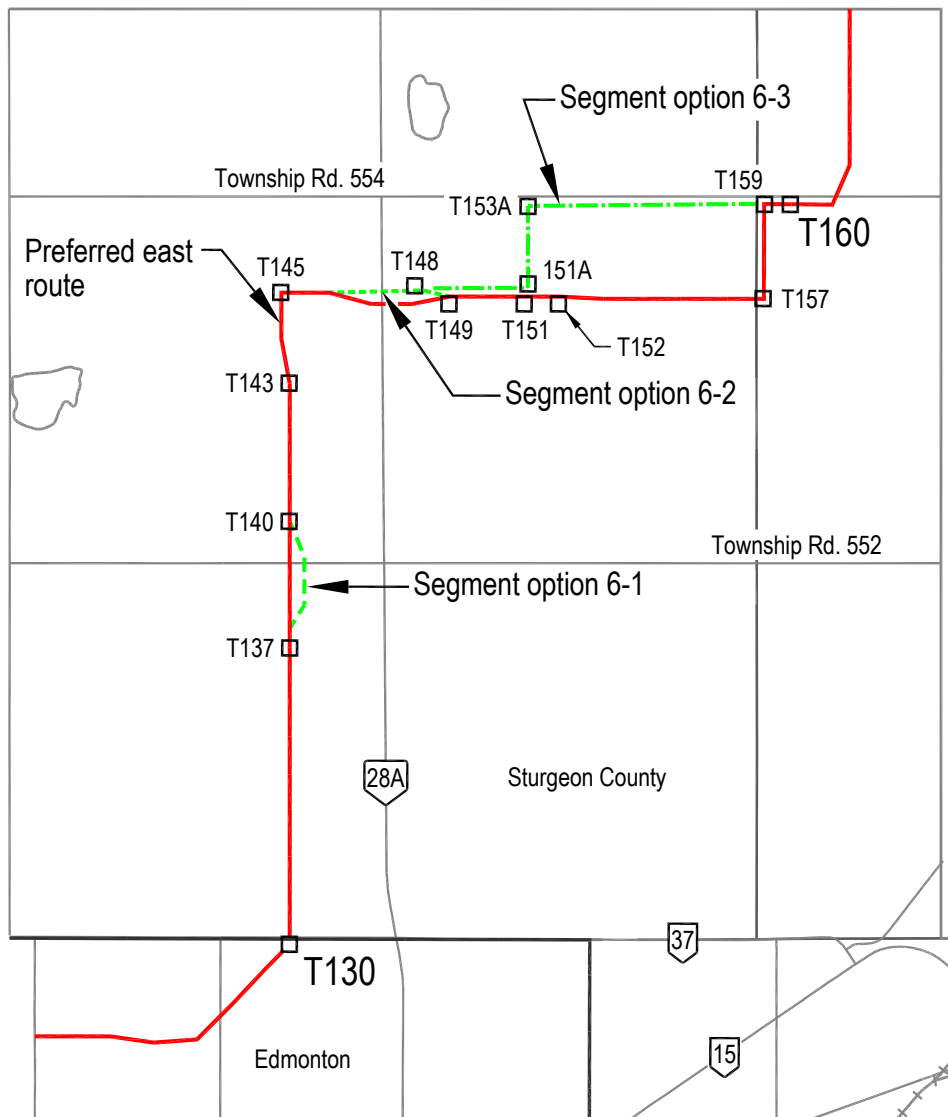 Segment option 6-3
Township Rd. 554
T159
T153A
T160
Preferred east
route
T145
T148
151A
T149
T151
T152
T157
T143
Segment option 6-2
T140
Township Rd. 552
Segment option 6-1
T137
28A
Sturgeon County
37
T130
15
Edmonton